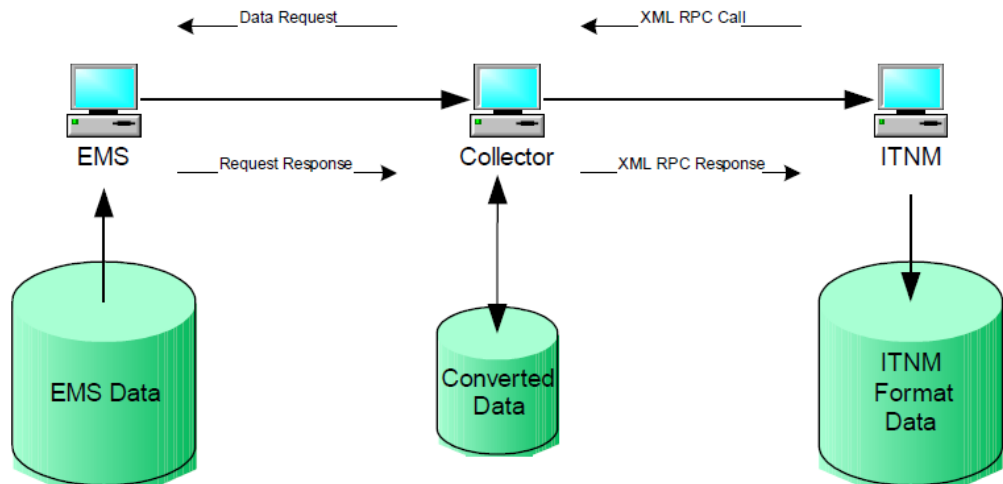 Data Request
XML RPC Call
EMS
Collector
ITNM
Request Response
XML RPC Response
EMS Data
Converted
Data
ITNM
Format
Data